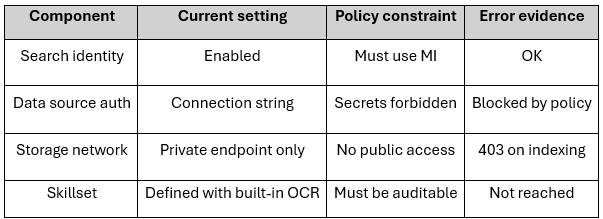 Component Current setting Policy constraint Error evidence
Search identity Enabled Must use MI OK
Data source auth Connection string Secrets forbidden Blocked by policy
Storage network Private endpoint only No public access 403 on indexing
Skillset Defined with built-in OCR Must be auditable Not reached